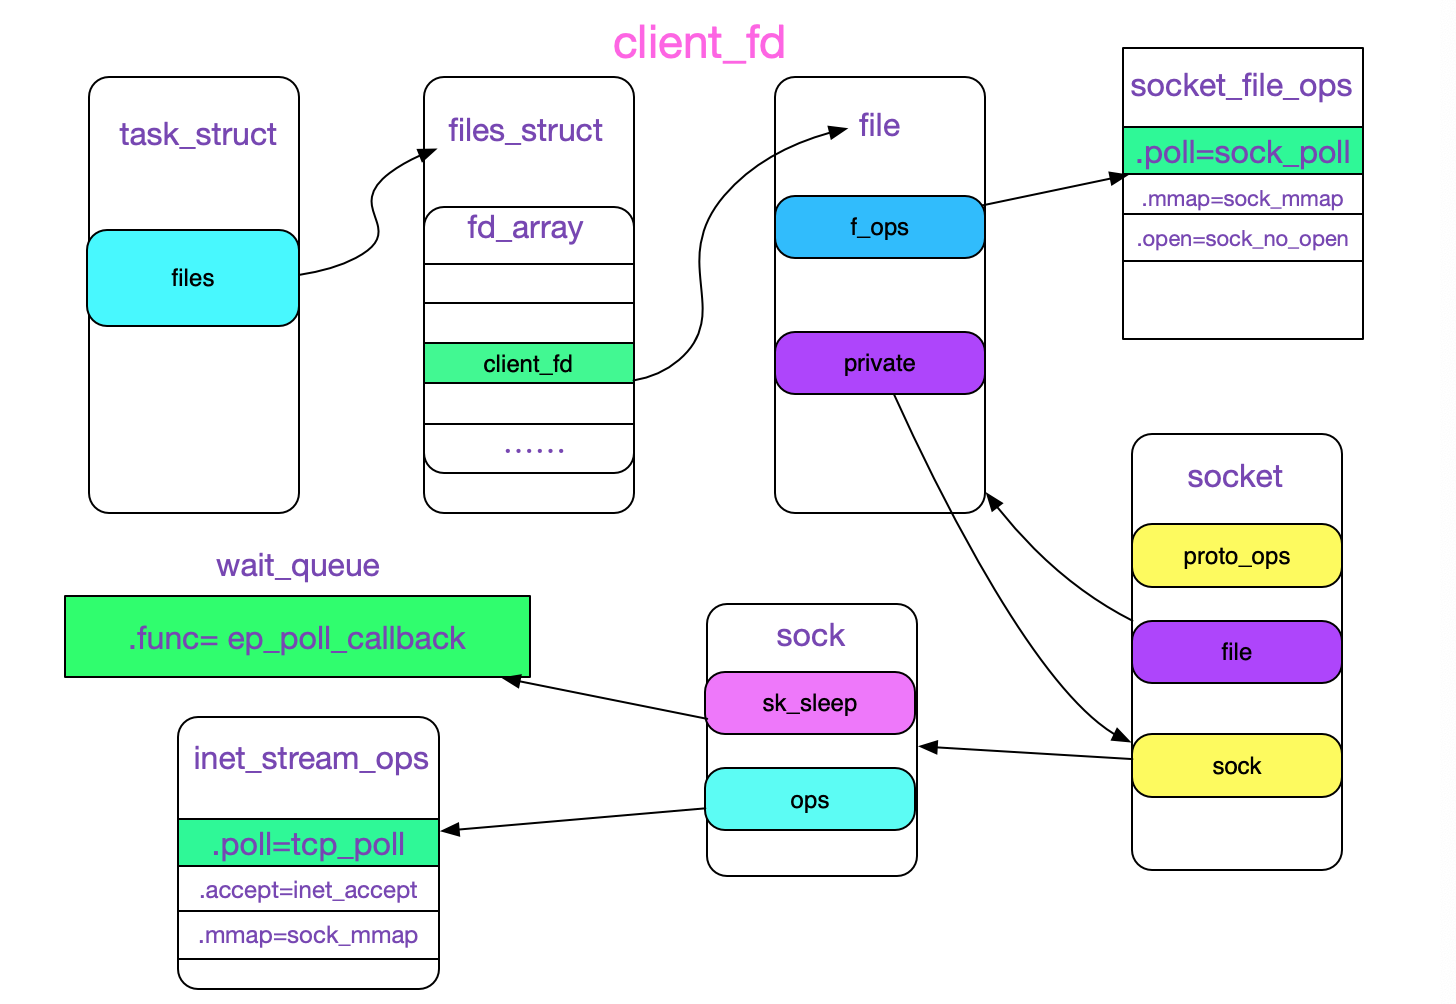 client_fd
task_struct
files
files_struct
fd_array
client_fd
......
file
f_ops
private
socket_file_ops
.poll=sock_poll
.mmap=sock_mmap
.open=sock_no_open
socket
proto_ops
file
sock
wait_queue
.func= ep_poll_callback
sock
sk_sleep
ops
inet_stream_ops
.poll=tcp_poll
.accept=inet_accept
.mmap=sock_mmap